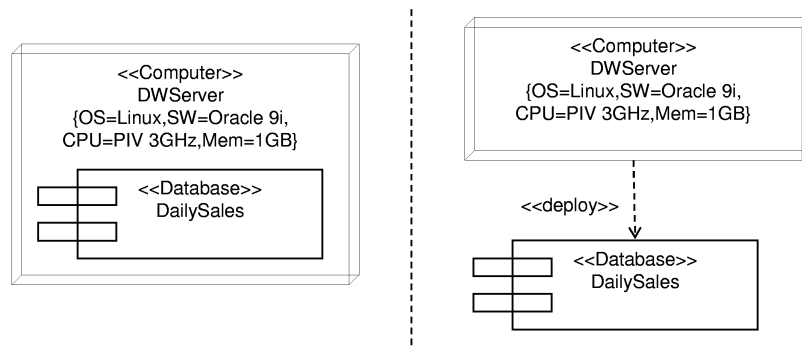 <<Computer>>
DWServer
{OS=Linux,SW=Oracle 9i,
CPU=PIV 3GHz,Mem=1GB}
<<Database>>
DailySales
<<Computer>>
DWServer
{OS=Linux,SW=Oracle 9i,
CPU=PIV 3GHz,Mem=1GB}
<<deploy>>
<<Database>>
DailySales